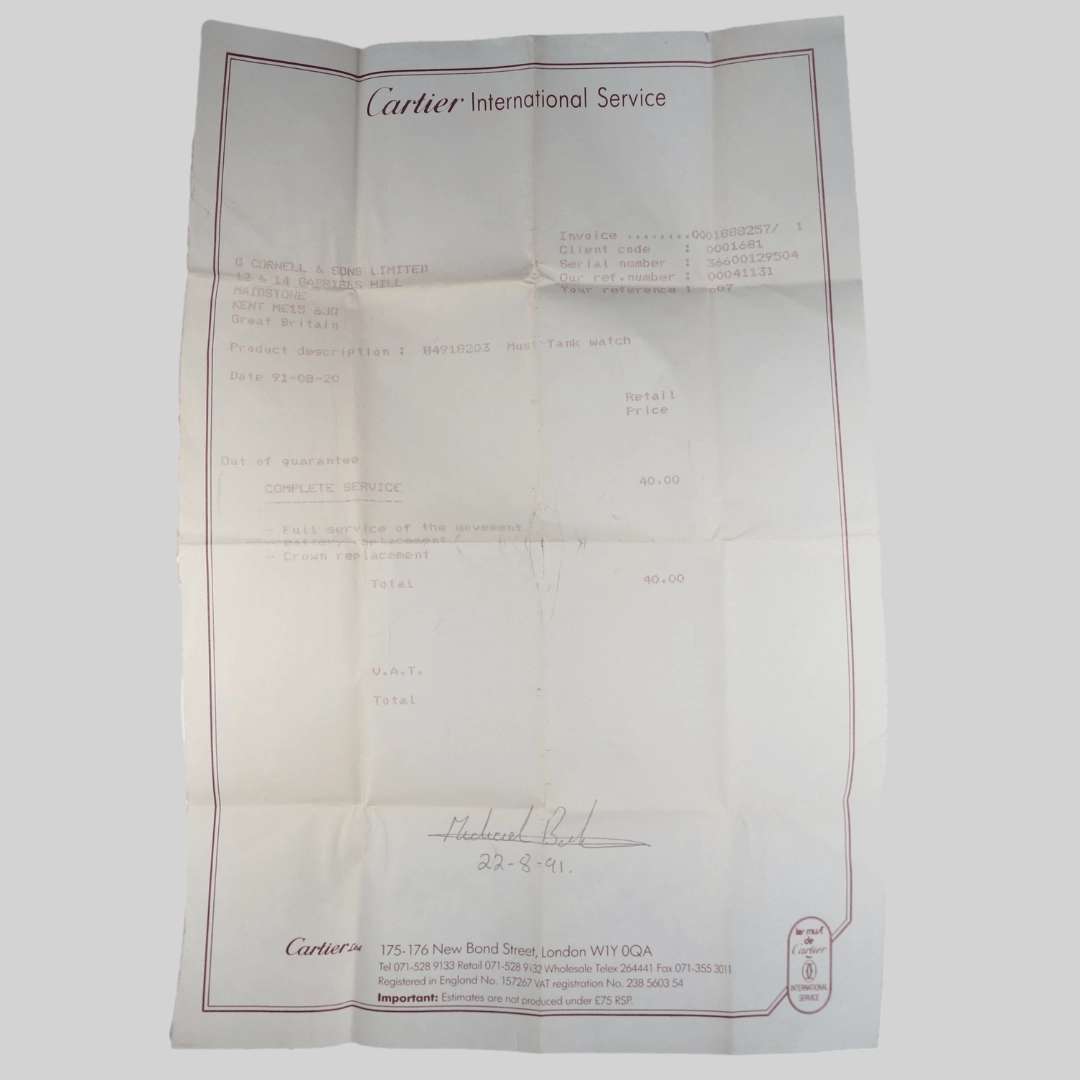 Cartier International Service
Invoice ........0001888257/ 1
Client code : 0001681
Serial number : 36600129504
Our ref.number : 00041131
Your reference : 607
G CORNELL & SONS LIMITED
12 & 14 GABRIELS HILL
MAIDSTONE
KENT ME15 6JQ
Great Britain
Product description : 84918203 Must Tank watch
Date 91-08-20
Retail
Price
Out of guarantee
COMPLETE SERVICE 40.00
- Full service of the movement
- Battery replacement
- Crown replacement
Total 40.00
V.A.T.
Total
Michael
22-8-91.
Cartier Ltd 175-176 New Bond Street, London W1Y 0QA
Tel 071-528 9133 Retail 071-528 9132 Wholesale Telex 264441 Fax 071-355 3011
Registered in England No. 157267 VAT registration No. 238 5603 54
Important: Estimates are not produced under £75 RSP.
les must
de
Cartier
INTERNATIONAL
SERVICE